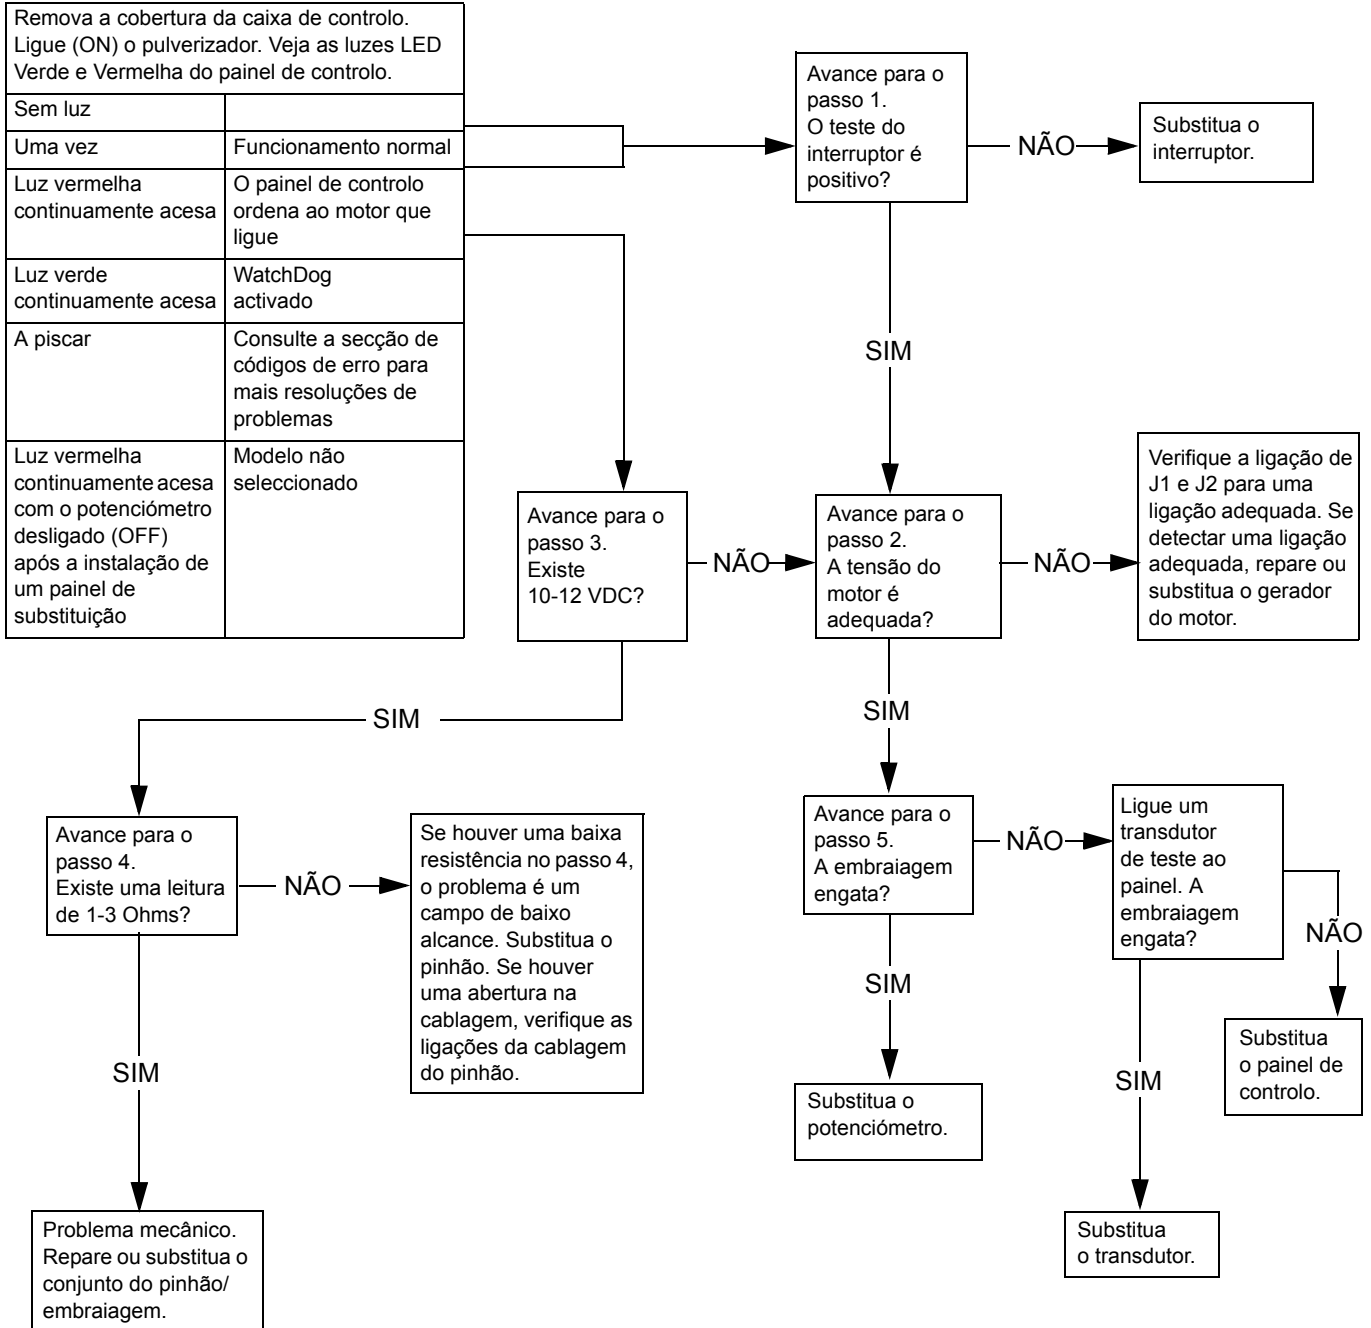 Remova a cobertura da caixa de controlo.
Ligue (ON) o pulverizador. Veja as luzes LED
Verde e Vermelha do painel de controlo.
Sem luz
Uma vez
Funcionamento normal
Luz vermelha
continuamente acesa
O painel de controlo
ordena ao motor que
ligue
Luz verde
continuamente acesa
WatchDog
activado
A piscar
Consulte a secção de
códigos de erro para
mais resoluções de
problemas
Luz vermelha
continuamente acesa
com o potenciómetro
desligado (OFF)
após a instalação de
um painel de
substituição
Modelo não
seleccionado
Avance para o
passo 1.
O teste do
interruptor é
positivo?
NÃO
Substitua o
interruptor.
SIM
Avance para o
passo 3.
Existe
10-12 VDC?
NÃO
Avance para o
passo 2.
A tensão do
motor é
adequada?
NÃO
Verifique a ligação de
J1 e J2 para uma
ligação adequada. Se
detectar uma ligação
adequada, repare ou
substitua o gerador
do motor.
SIM
SIM
Avance para o
passo 4.
Existe uma leitura
de 1-3 Ohms?
NÃO
Se houver uma baixa
resistência no passo 4,
o problema é um
campo de baixo
alcance. Substitua o
pinhão. Se houver
uma abertura na
cablagem, verifique as
ligações da cablagem
do pinhão.
Avance para o
passo 5.
A embraiagem
engata?
NÃO
Ligue um
transdutor
de teste ao
painel. A
embraiagem
engata?
NÃO
SIM
SIM
SIM
Substitua
o painel de
controlo.
Substitua o
potenciómetro.
Problema mecânico.
Repare ou substitua o
conjunto do pinhão/
embraiagem.
Substitua
o transdutor.